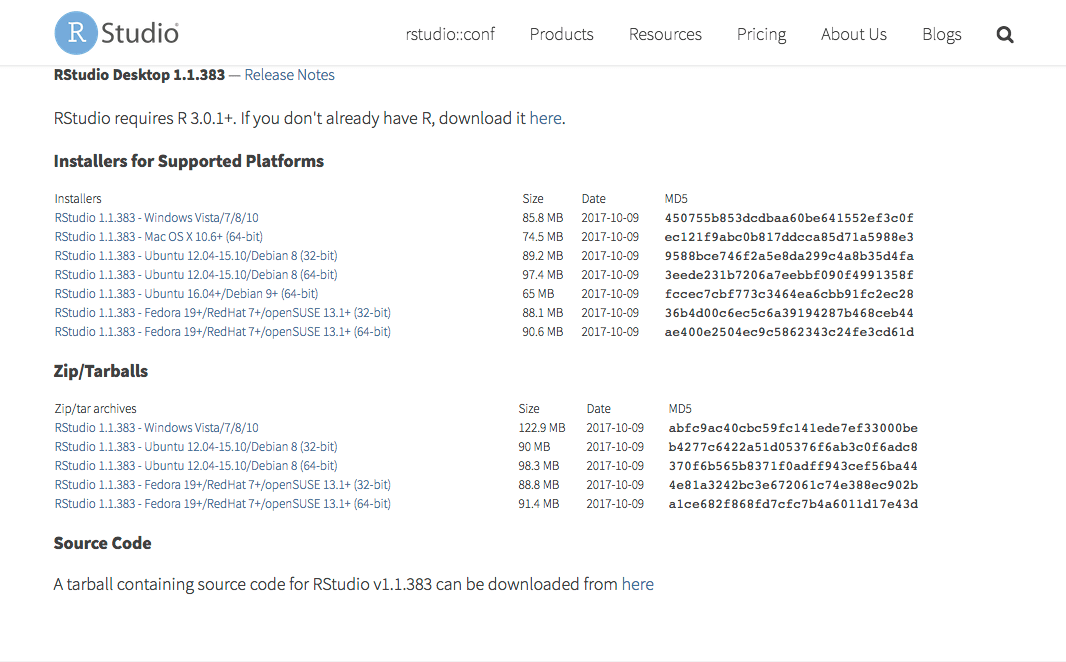 R Studio
rstudio::conf Products Resources Pricing About Us Blogs
RStudio Desktop 1.1.383 — Release Notes
RStudio requires R 3.0.1+. If you don't already have R, download it here.
Installers for Supported Platforms
Installers Size Date MD5
RStudio 1.1.383 - Windows Vista/7/8/10 85.8 MB 2017-10-09 450755b853dcdbaa60be641552ef3c0f
RStudio 1.1.383 - Mac OS X 10.6+ (64-bit) 74.5 MB 2017-10-09 ec121f9abc0b817ddcca85d71a5988e3
RStudio 1.1.383 - Ubuntu 12.04-15.10/Debian 8 (32-bit) 89.2 MB 2017-10-09 9588bce746f2a5e8da299c4a8b35d4fa
RStudio 1.1.383 - Ubuntu 12.04-15.10/Debian 8 (64-bit) 97.4 MB 2017-10-09 3eede231b7206a7eebbf090f4991358f
RStudio 1.1.383 - Ubuntu 16.04+/Debian 9+ (64-bit) 65 MB 2017-10-09 fccec7cbf773c3464ea6cbb91fc2ec28
RStudio 1.1.383 - Fedora 19+/RedHat 7+/openSUSE 13.1+ (32-bit) 88.1 MB 2017-10-09 36b4d00c6ec5c6a39194287b468ceb44
RStudio 1.1.383 - Fedora 19+/RedHat 7+/openSUSE 13.1+ (64-bit) 90.6 MB 2017-10-09 ae400e2504ec9c5862343c24fe3cd61d
Zip/Tarballs
Zip/tar archives Size Date MD5
RStudio 1.1.383 - Windows Vista/7/8/10 122.9 MB 2017-10-09 abfc9ac40cbc59fc141ede7ef33000be
RStudio 1.1.383 - Ubuntu 12.04-15.10/Debian 8 (32-bit) 90 MB 2017-10-09 b4277c6422a51d05376f6ab3c0f6adc8
RStudio 1.1.383 - Ubuntu 12.04-15.10/Debian 8 (64-bit) 98.3 MB 2017-10-09 370f6b565b8371f0adff943cef56ba44
RStudio 1.1.383 - Fedora 19+/RedHat 7+/openSUSE 13.1+ (32-bit) 88.8 MB 2017-10-09 4e81a3242bc3e672061c74e388ec902b
RStudio 1.1.383 - Fedora 19+/RedHat 7+/openSUSE 13.1+ (64-bit) 91.4 MB 2017-10-09 a1ce682f868fd7cfc7b4a6011d17e43d
Source Code
A tarball containing source code for RStudio v1.1.383 can be downloaded from here